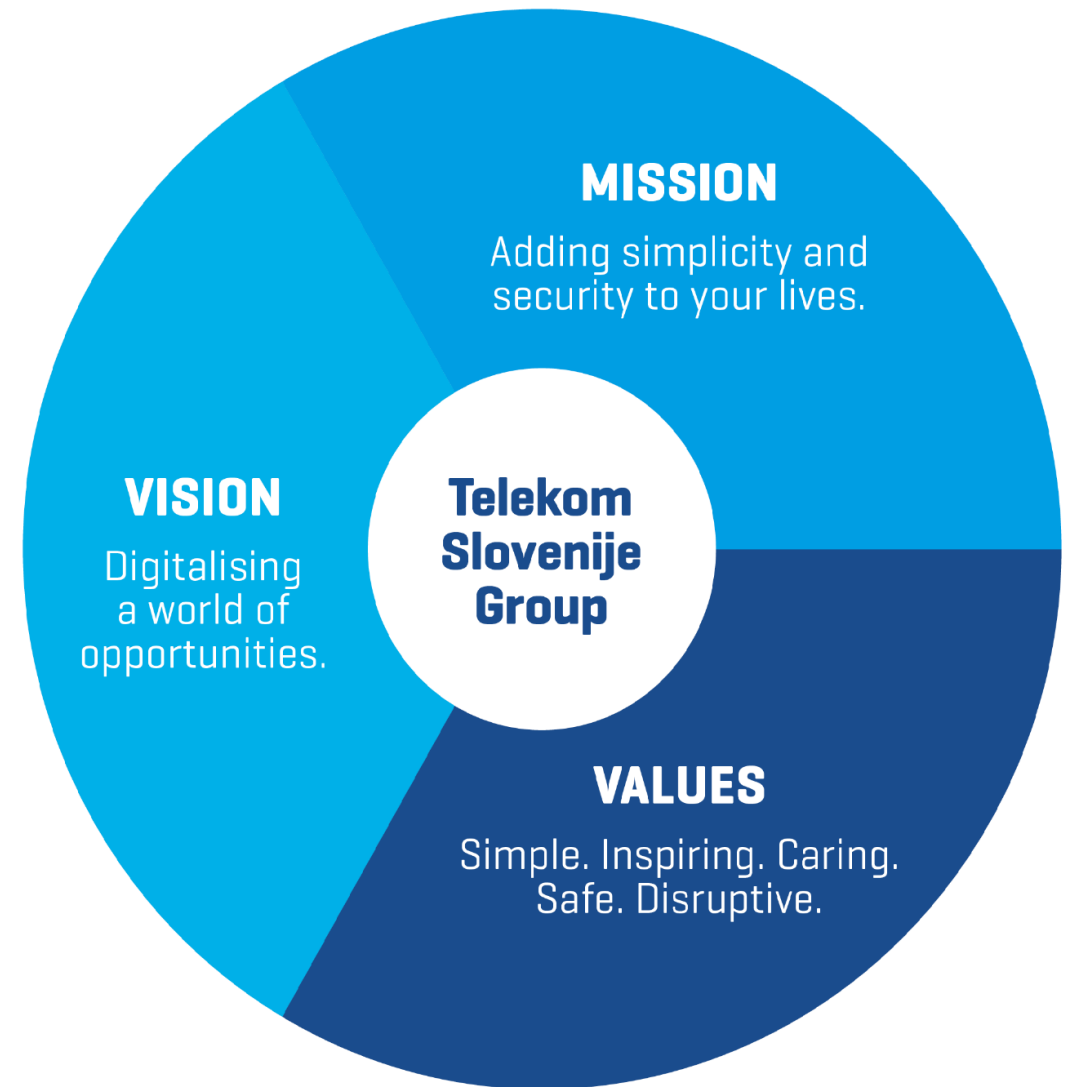 MISSION
Adding simplicity and
security to your lives.
VISION
Digitalising
a world of
opportunities.
Telekom
Slovenije
Group
VALUES
Simple. Inspiring. Caring.
Safe. Disruptive.